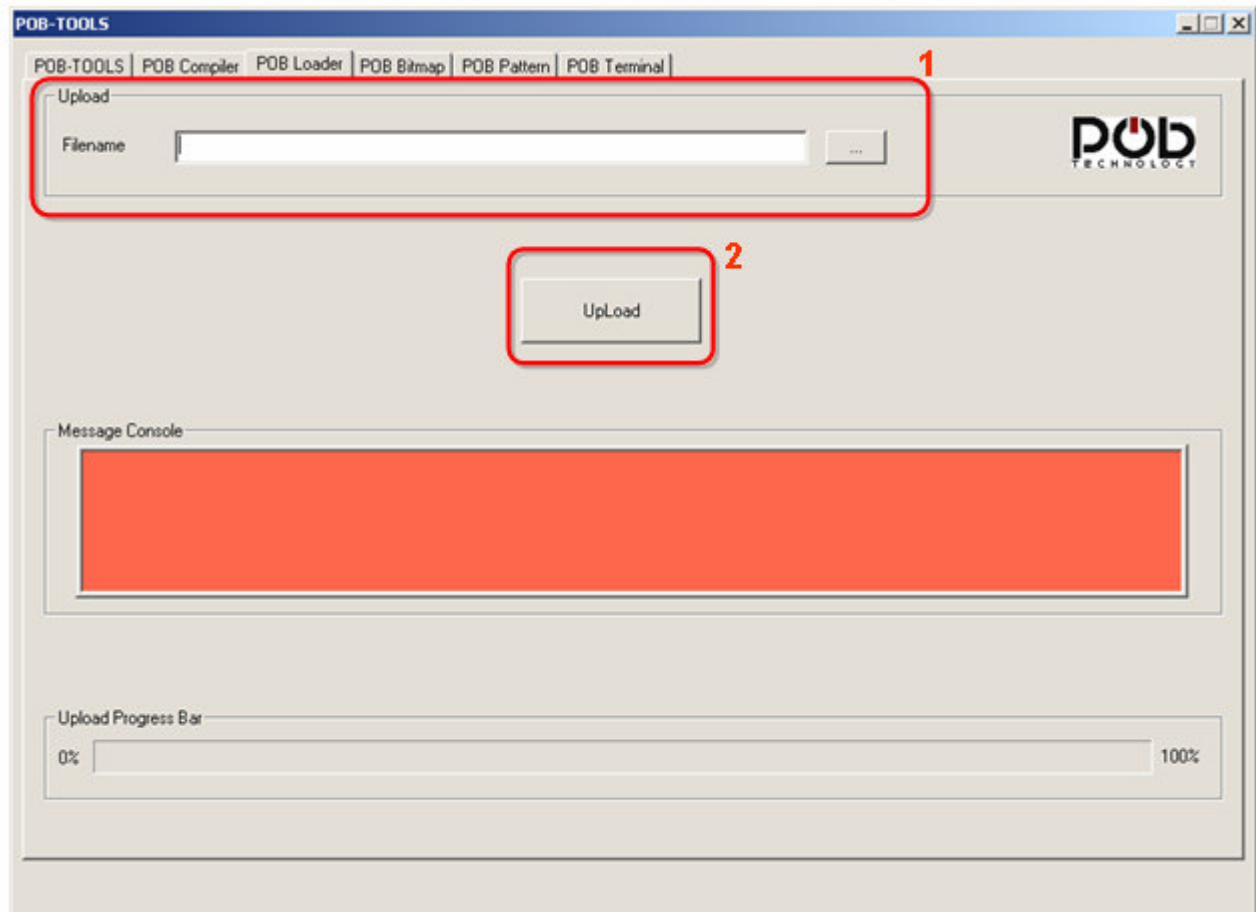 POB-TOOLS
POB-TOOLS POB Compiler POB Loader POB Bitmap POB Pattern POB Terminal
1
Upload
Filename
...
POB
TECHNOLOGY
2
UpLoad
Message Console
Upload Progress Bar
0%
100%